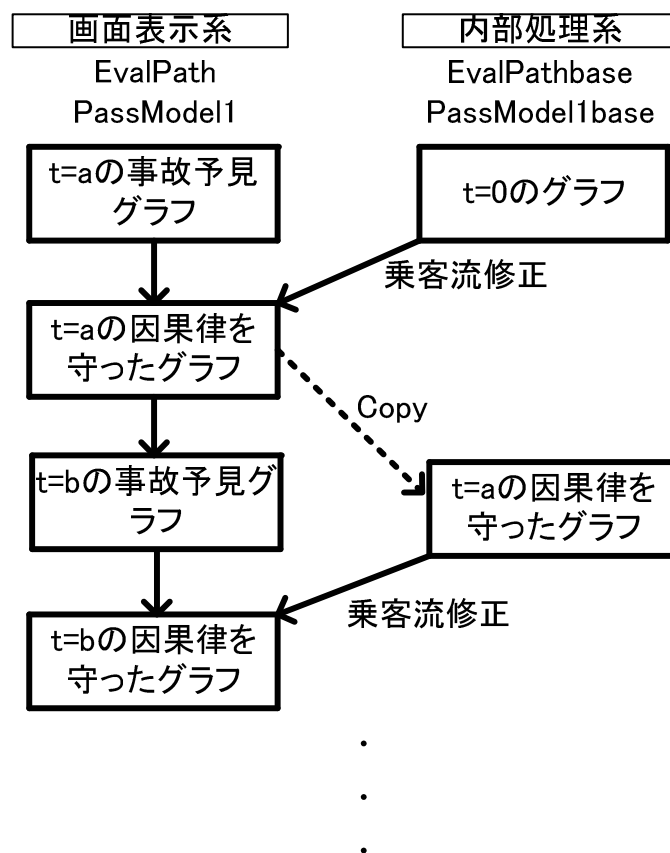 画面表示系
EvalPath
PassModel1
内部処理系
EvalPathbase
PassModel1base
t=aの事故予見
グラフ
t=0のグラフ
乗客流修正
t=aの因果律を
守ったグラフ
Copy
t=bの事故予見グ
ラフ
t=aの因果律を
守ったグラフ
乗客流修正
t=bの因果律を
守ったグラフ
.
.
.